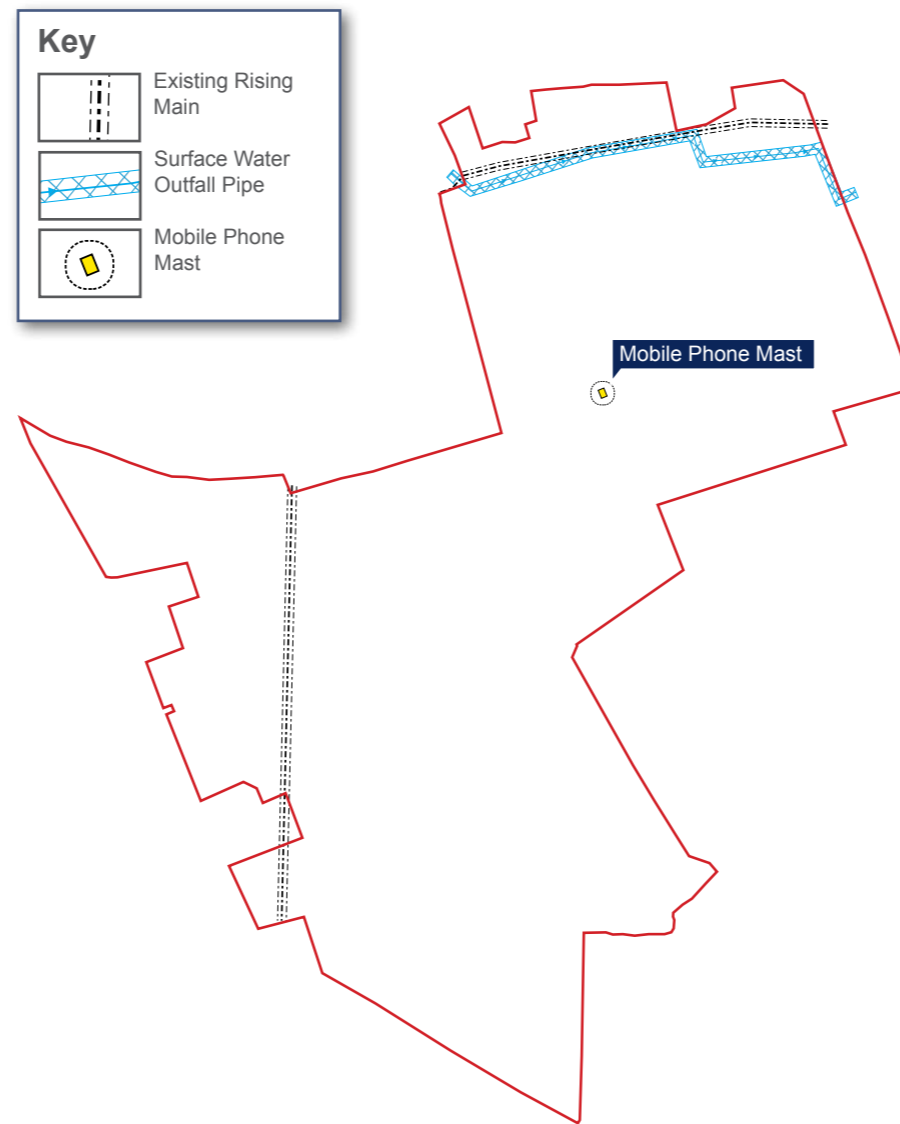 Key
Existing Rising
Main
Surface Water
Outfall Pipe
Mobile Phone
Mast
Mobile Phone Mast